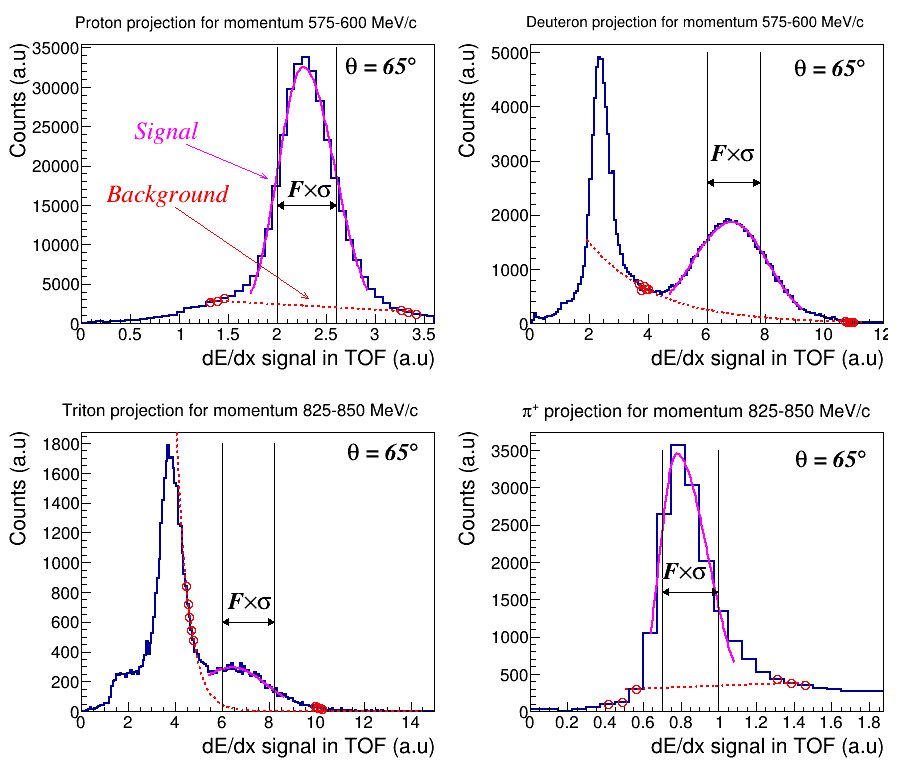 Proton projection for momentum 575-600 MeV/c
Counts (a.u)
35000
30000
25000
20000
15000
10000
5000
0
θ = 65°
Signal
Background
F×σ
0 0.5 1 1.5 2 2.5 3 3.5
dE/dx signal in TOF (a.u)
Deuteron projection for momentum 575-600 MeV/c
Counts (a.u)
5000
4000
3000
2000
1000
0
θ = 65°
F×σ
0 2 4 6 8 10 12
dE/dx signal in TOF (a.u)
Triton projection for momentum 825-850 MeV/c
Counts (a.u)
1800
1600
1400
1200
1000
800
600
400
200
0
θ = 65°
F×σ
0 2 4 6 8 10 12 14
dE/dx signal in TOF (a.u)
π⁺ projection for momentum 825-850 MeV/c
Counts (a.u)
3500
3000
2500
2000
1500
1000
500
0
θ = 65°
F×σ
0 0.2 0.4 0.6 0.8 1 1.2 1.4 1.6 1.8
dE/dx signal in TOF (a.u)